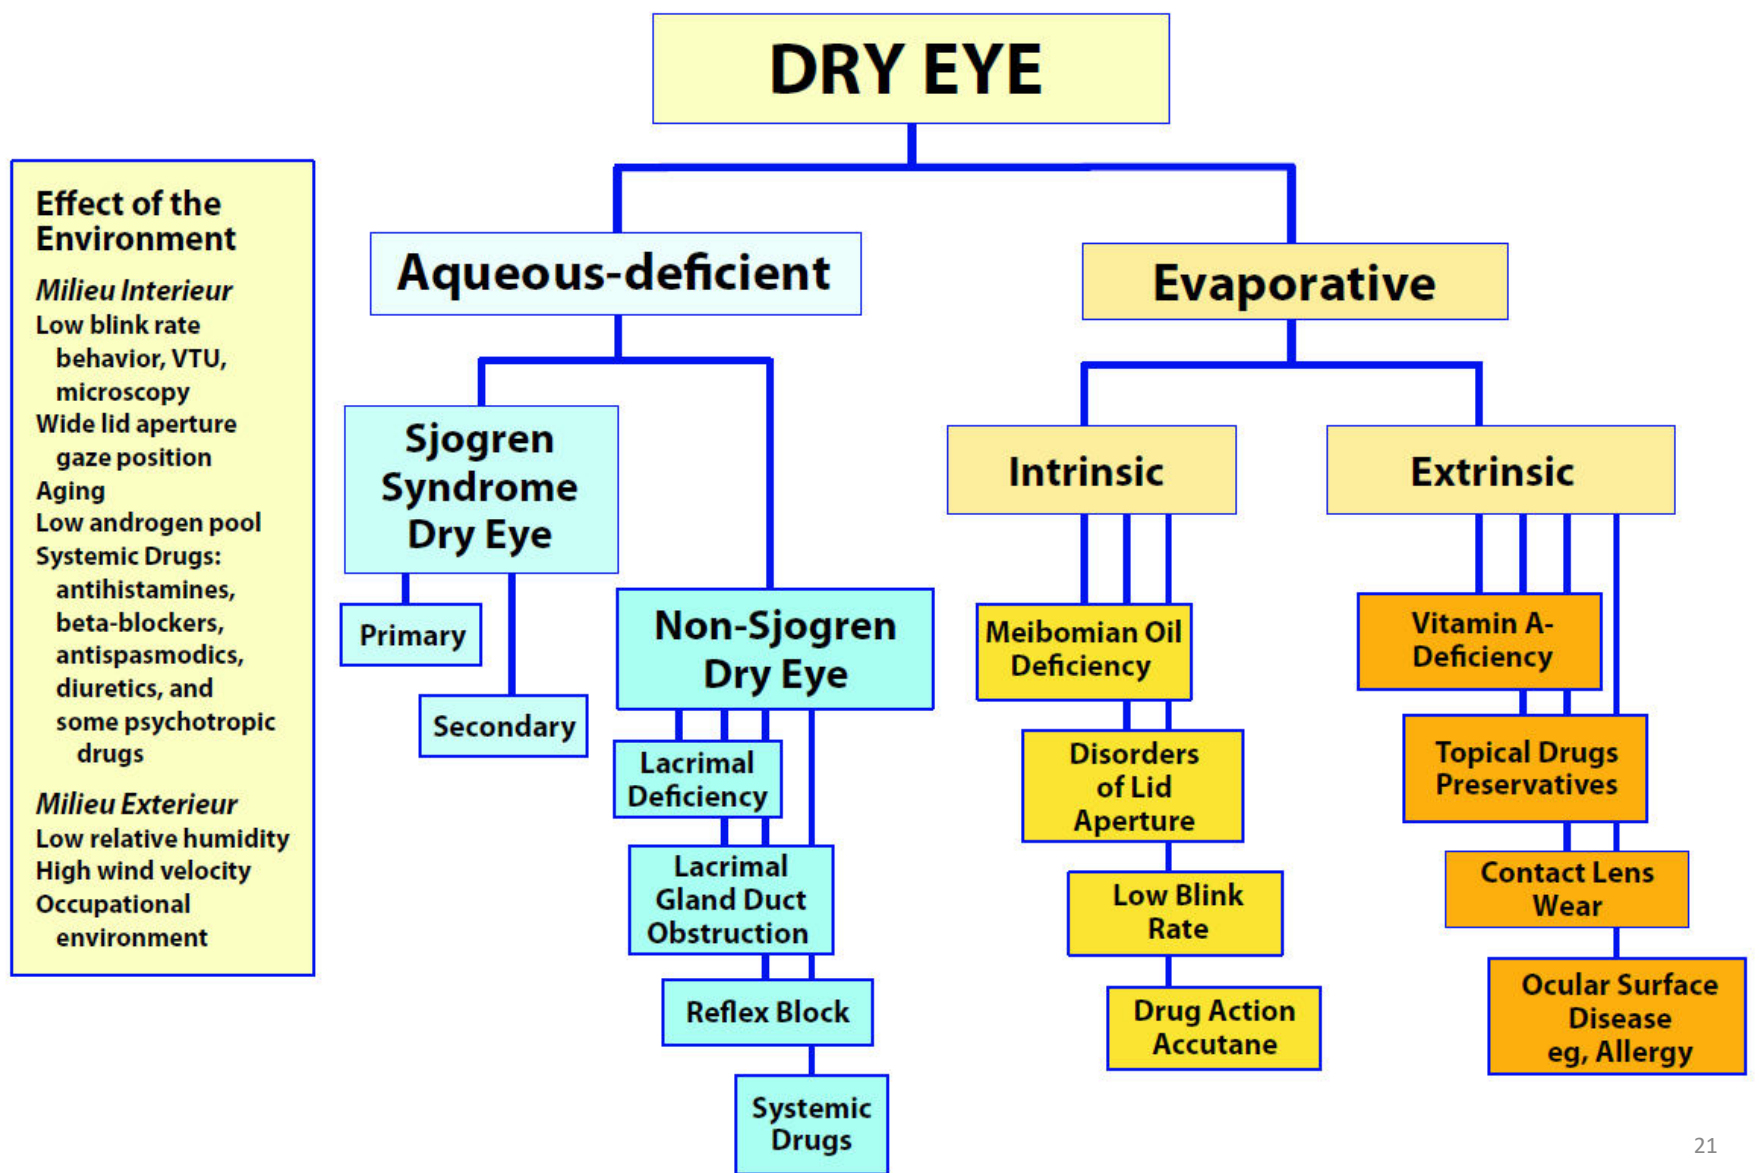 DRY EYE
Effect of the
Environment
Milieu Interieur
Low blink rate
behavior, VTU,
microscopy
Wide lid aperture
gaze position
Aging
Low androgen pool
Systemic Drugs:
antihistamines,
beta-blockers,
antispasmodics,
diuretics, and
some psychotropic
drugs
Milieu Exterieur
Low relative humidity
High wind velocity
Occupational
environment
Aqueous-deficient
Sjogren
Syndrome
Dry Eye
Primary
Secondary
Non-Sjogren
Dry Eye
Lacrimal
Deficiency
Lacrimal
Gland Duct
Obstruction
Reflex Block
Systemic
Drugs
Evaporative
Intrinsic
Meibomian Oil
Deficiency
Disorders
of Lid
Aperture
Low Blink
Rate
Drug Action
Accutane
Extrinsic
Vitamin A-
Deficiency
Topical Drugs
Preservatives
Contact Lens
Wear
Ocular Surface
Disease
eg, Allergy
21